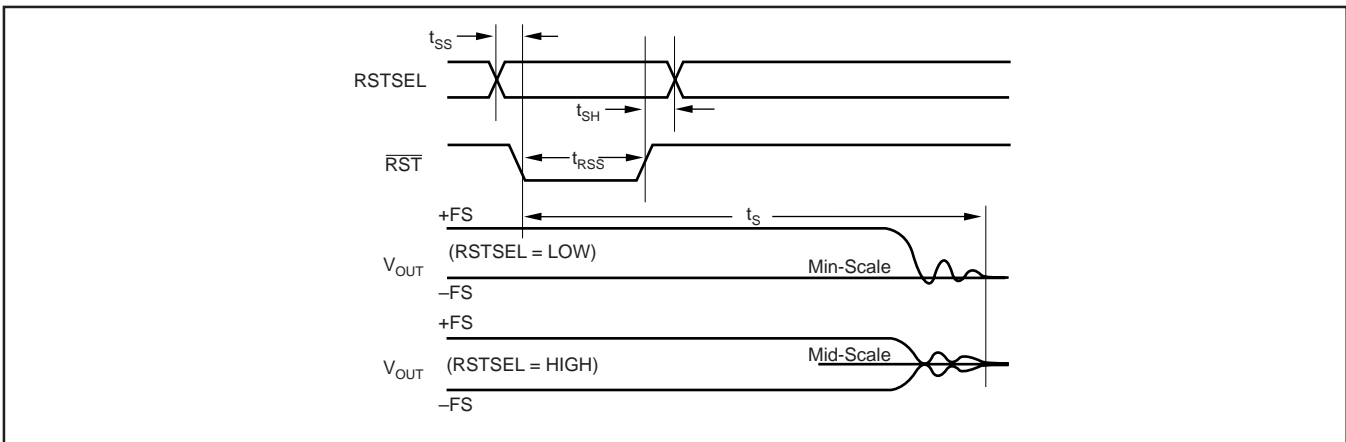 tSS
RSTSEL
tSH
RST
tRSS
+FS
tS
(RSTSEL = LOW)
VOUT
Min-Scale
–FS
+FS
Mid-Scale
VOUT (RSTSEL = HIGH)
–FS